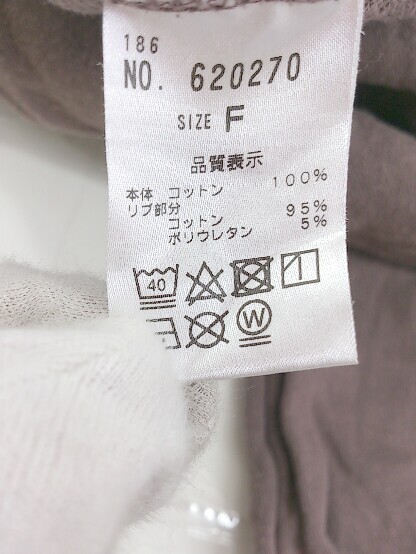 186
NO. 620270
SIZE F
品質表示
本体 コットン 100%
リブ部分
コットン 95%
ポリウレタン 5%
40
W